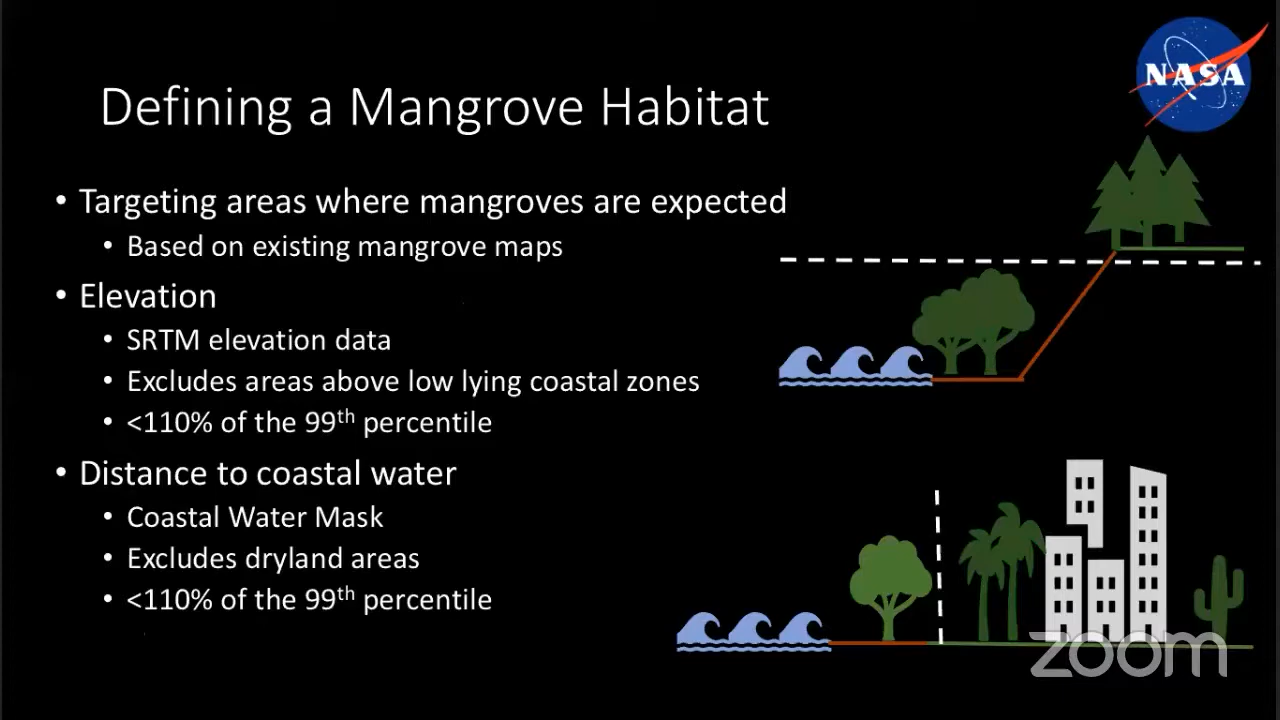 NASA
Defining a Mangrove Habitat
• Targeting areas where mangroves are expected
• Based on existing mangrove maps
• Elevation
• SRTM elevation data
• Excludes areas above low lying coastal zones
• <110% of the 99th percentile
• Distance to coastal water
• Coastal Water Mask
• Excludes dryland areas
• <110% of the 99th percentile
zoom